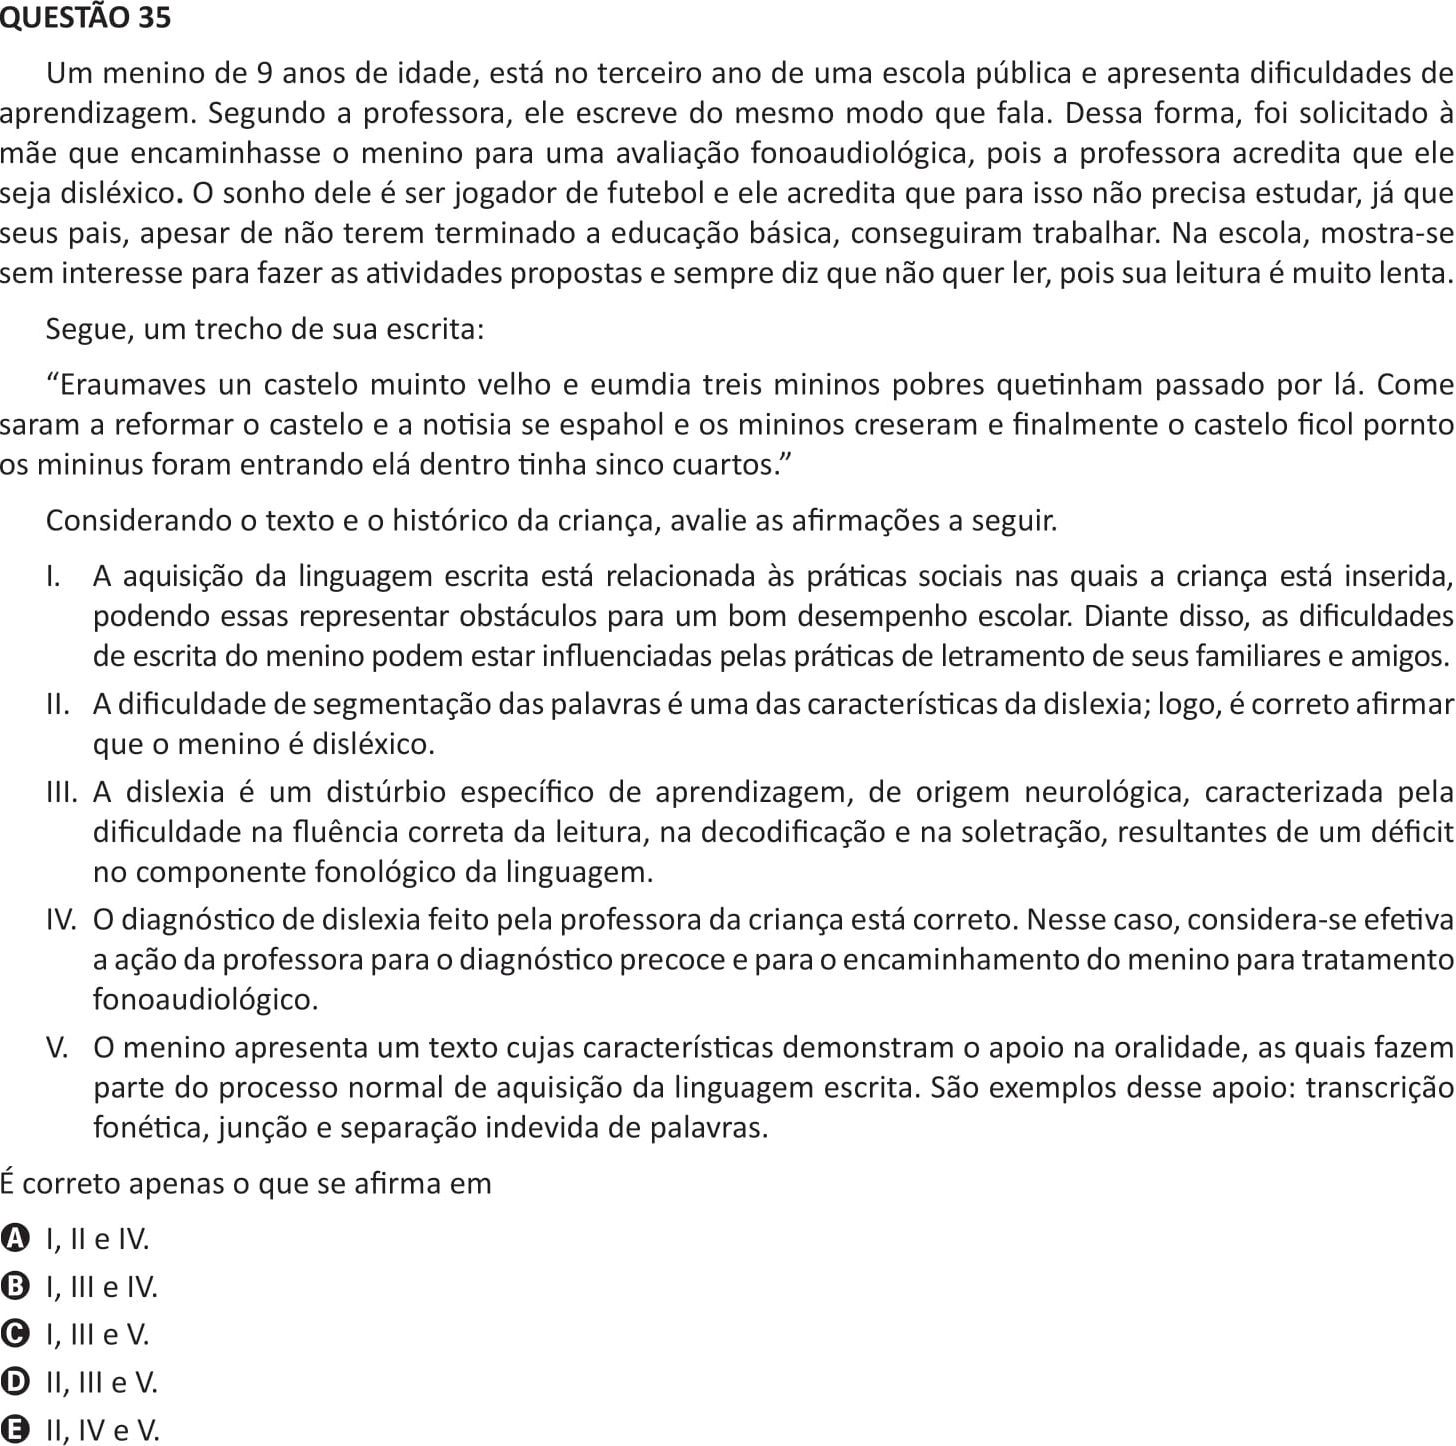 QUESTÃO 35
Um menino de 9 anos de idade, está no terceiro ano de uma escola pública e apresenta dificuldades de
aprendizagem. Segundo a professora, ele escreve do mesmo modo que fala. Dessa forma, foi solicitado à
mãe que encaminhasse o menino para uma avaliação fonoaudiológica, pois a professora acredita que ele
seja disléxico. O sonho dele é ser jogador de futebol e ele acredita que para isso não precisa estudar, já que
seus pais, apesar de não terem terminado a educação básica, conseguiram trabalhar. Na escola, mostra-se
sem interesse para fazer as atividades propostas e sempre diz que não quer ler, pois sua leitura é muito lenta.
Segue, um trecho de sua escrita:
“Eraumaves un castelo muinto velho e eumdia treis mininos pobres quetinham passado por lá. Come
saram a reformar o castelo e a notisia se espahol e os mininos creseram e finalmente o castelo ficol pornto
os mininus foram entrando elá dentro tinha sinco cuartos.”
Considerando o texto e o histórico da criança, avalie as afirmações a seguir.
I. A aquisição da linguagem escrita está relacionada às práticas sociais nas quais a criança está inserida,
podendo essas representar obstáculos para um bom desempenho escolar. Diante disso, as dificuldades
de escrita do menino podem estar influenciadas pelas práticas de letramento de seus familiares e amigos.
II. A dificuldade de segmentação das palavras é uma das características da dislexia; logo, é correto afirmar
que o menino é disléxico.
III. A dislexia é um distúrbio específico de aprendizagem, de origem neurológica, caracterizada pela
dificuldade na fluência correta da leitura, na decodificação e na soletração, resultantes de um déficit
no componente fonológico da linguagem.
IV. O diagnóstico de dislexia feito pela professora da criança está correto. Nesse caso, considera-se efetiva
a ação da professora para o diagnóstico precoce e para o encaminhamento do menino para tratamento
fonoaudiológico.
V. O menino apresenta um texto cujas características demonstram o apoio na oralidade, as quais fazem
parte do processo normal de aquisição da linguagem escrita. São exemplos desse apoio: transcrição
fonética, junção e separação indevida de palavras.
É correto apenas o que se afirma em
A I, II e IV.
B I, III e IV.
C I, III e V.
D II, III e V.
E II, IV e V.